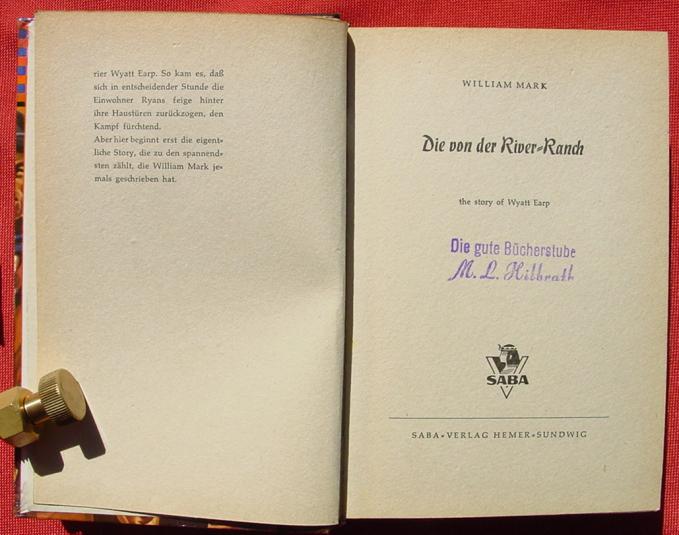 rier Wyatt Earp. So kam es, daß
sich in entscheidender Stunde die
Einwohner Ryans feige hinter
ihre Haustüren zurückzogen, den
Kampf fürchtend.
Aber hier beginnt erst die eigent-
liche Story, die zu den spannend-
sten zählt, die William Mark je-
mals geschrieben hat.
WILLIAM MARK
Die von der River-Ranch
the story of Wyatt Earp
Die gute Bücherstube
M. L. Hilbrath
SABA
SABA-VERLAG HEMER-SUNDWIG